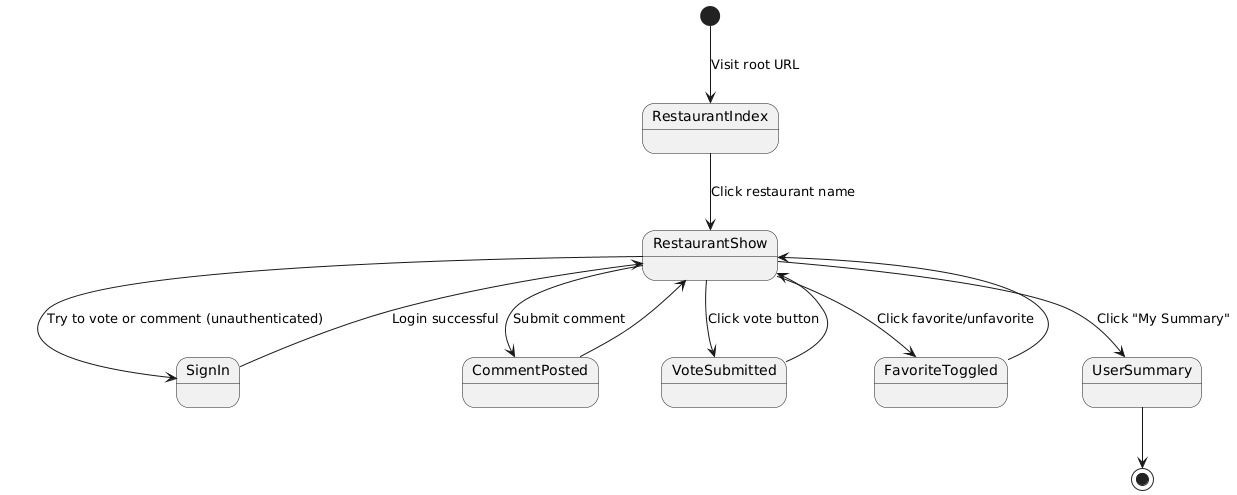 Visit root URL
RestaurantIndex
Click restaurant name
RestaurantShow
Try to vote or comment (unauthenticated)
Login successful
Submit comment
Click vote button
Click favorite/unfavorite
Click "My Summary"
SignIn
CommentPosted
VoteSubmitted
FavoriteToggled
UserSummary